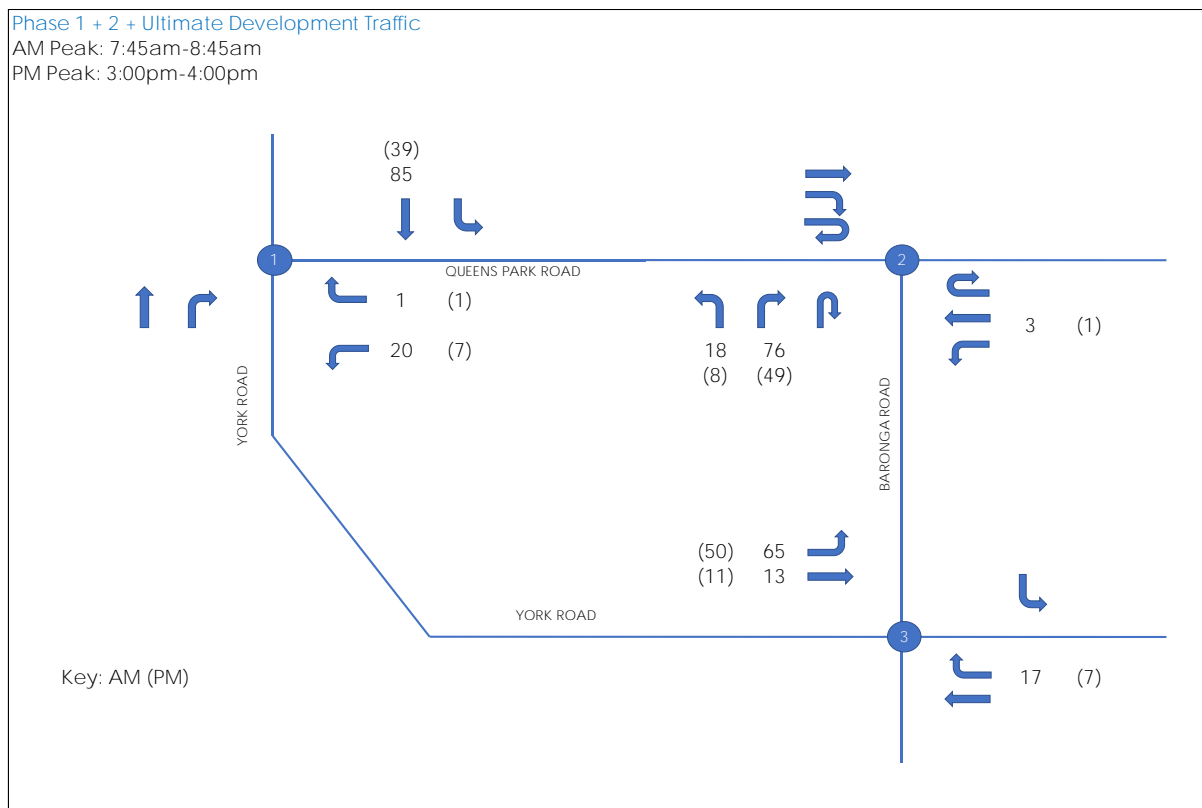 Phase 1 + 2 + Ultimate Development Traffic
AM Peak: 7:45am-8:45am
PM Peak: 3:00pm-4:00pm
(39)
85
1
QUEENS PARK ROAD
2
1 (1)
20 (7)
18 76
(8) (49)
3 (1)
YORK ROAD
BARONGA ROAD
(50) 65
(11) 13
YORK ROAD
3
Key: AM (PM)
17 (7)